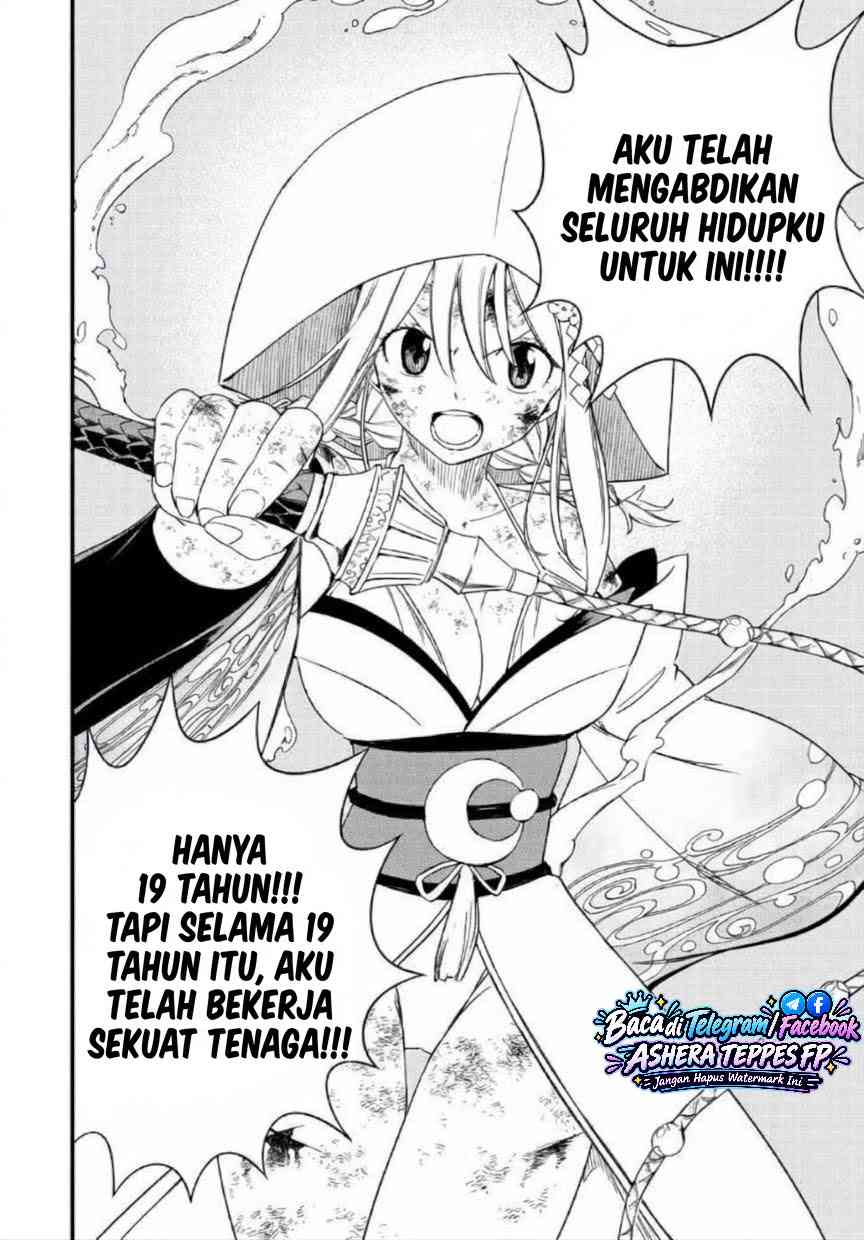 AKU TELAH
MENGABDIKAN
SELURUH HIDUPKU
UNTUK INI!!!!
HANYA
19 TAHUN!!!
TAPI SELAMA 19
TAHUN ITU, AKU
TELAH BEKERJA
SEKUAT TENAGA!!!
Baca di Telegram/Facebook
ASHERA TEPPES FP
Jangan Hapus Watermark Ini